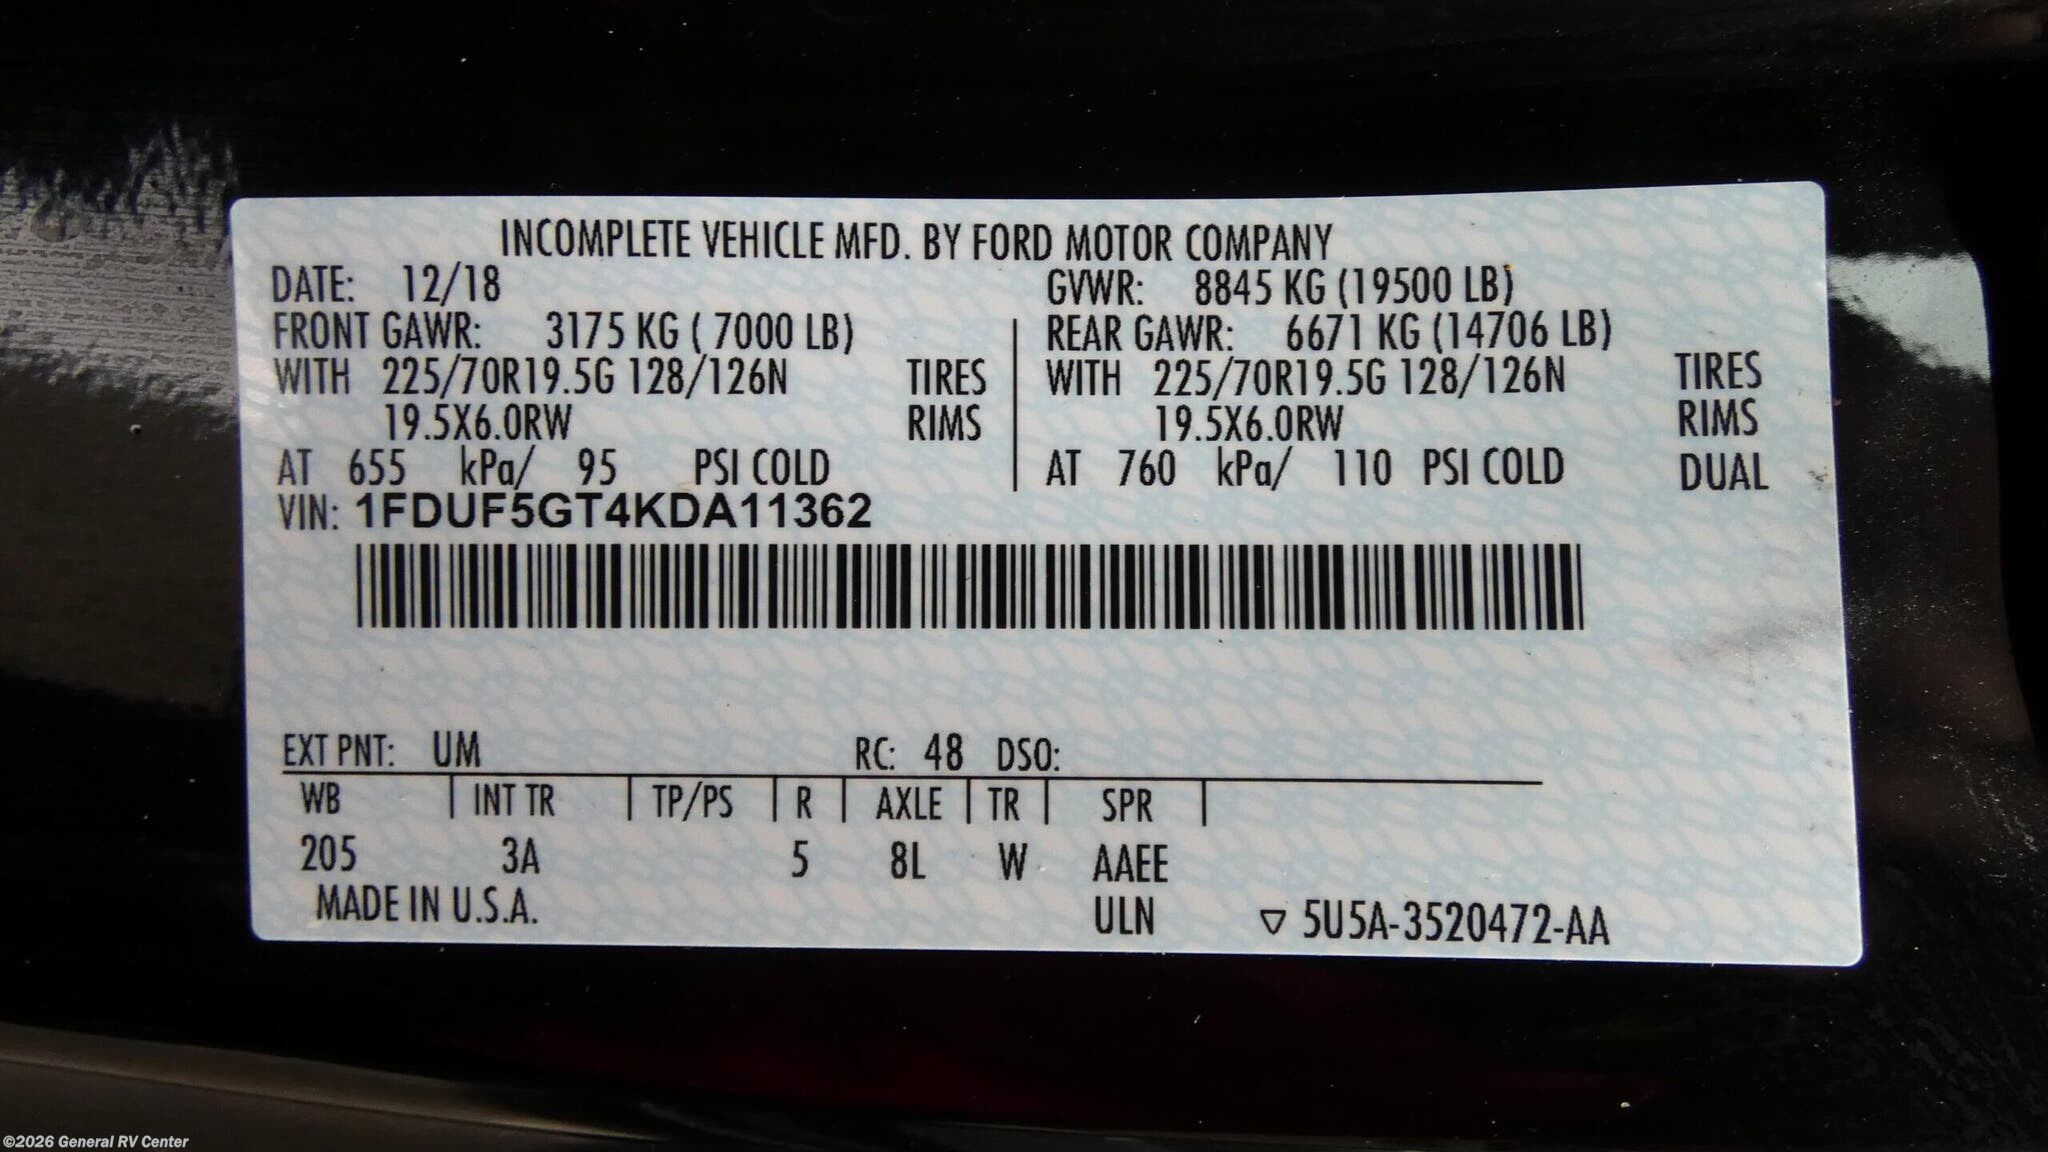 INCOMPLETE VEHICLE MFD. BY FORD MOTOR COMPANY
DATE: 12/18 GVWR: 8845 KG (19500 LB)
FRONT GAWR: 3175 KG ( 7000 LB) REAR GAWR: 6671 KG (14706 LB)
WITH 225/70R19.5G 128/126N TIRES WITH 225/70R19.5G 128/126N TIRES
19.5X6.0RW RIMS 19.5X6.0RW RIMS
AT 655 kPa/ 95 PSI COLD AT 760 kPa/ 110 PSI COLD DUAL
VIN: 1FDUF5GT4KDA11362
EXT PNT: UM RC: 48 DSO:
WB INT TR TP/PS R AXLE TR SPR
205 3A 5 8L W AAEE
MADE IN U.S.A. ULN ▽ 5U5A-3520472-AA
©2026 General RV Center